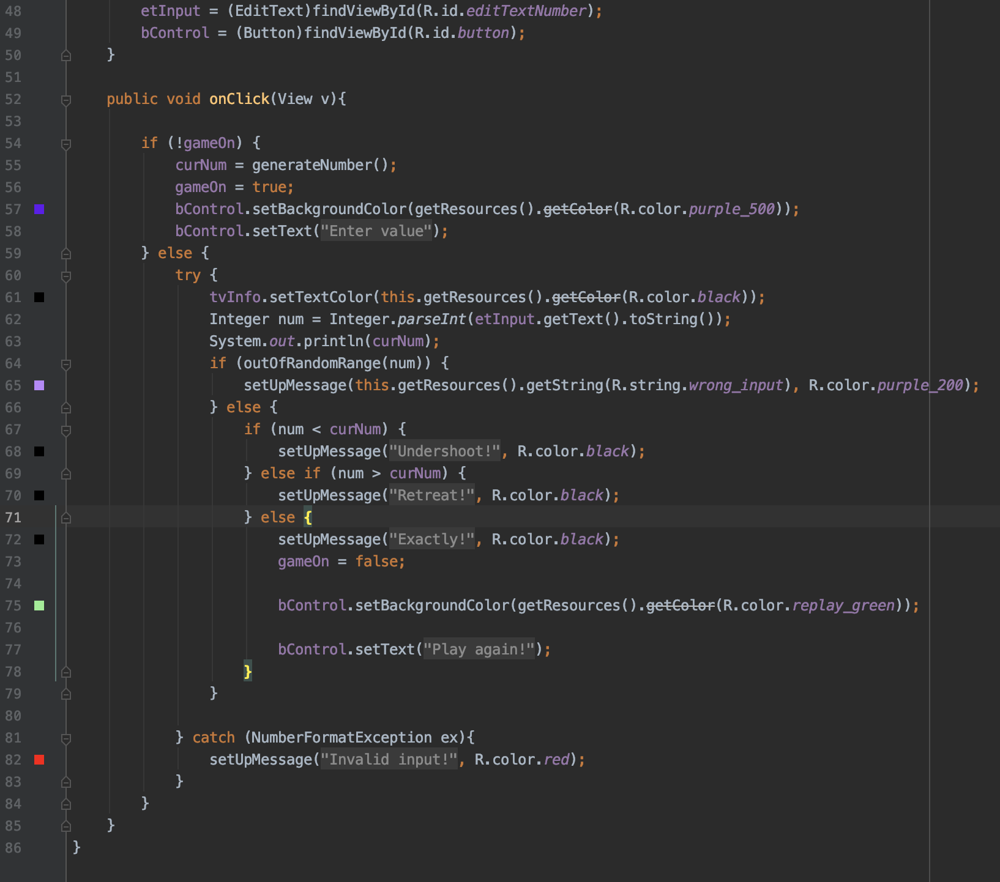 48 etInput = (EditText)findViewById(R.id.editTextNumber);
49 bControl = (Button)findViewById(R.id.button);
50 }
51
52 public void onClick(View v){
53
54 if (!gameOn) {
55 curNum = generateNumber();
56 gameOn = true;
57 bControl.setBackgroundColor(getResources().getColor(R.color.purple_500));
58 bControl.setText("Enter value");
59 } else {
60 try {
61 tvInfo.setTextColor(this.getResources().getColor(R.color.black));
62 Integer num = Integer.parseInt(etInput.getText().toString());
63 System.out.println(curNum);
64 if (outOfRandomRange(num)) {
65 setUpMessage(this.getResources().getString(R.string.wrong_input), R.color.purple_200);
66 } else {
67 if (num < curNum) {
68 setUpMessage("Undershoot!", R.color.black);
69 } else if (num > curNum) {
70 setUpMessage("Retreat!", R.color.black);
71 } else {
72 setUpMessage("Exactly!", R.color.black);
73 gameOn = false;
74
75 bControl.setBackgroundColor(getResources().getColor(R.color.replay_green));
76
77 bControl.setText("Play again!");
78 }
79 }
80
81 } catch (NumberFormatException ex){
82 setUpMessage("Invalid input!", R.color.red);
83 }
84 }
85 }
86 }